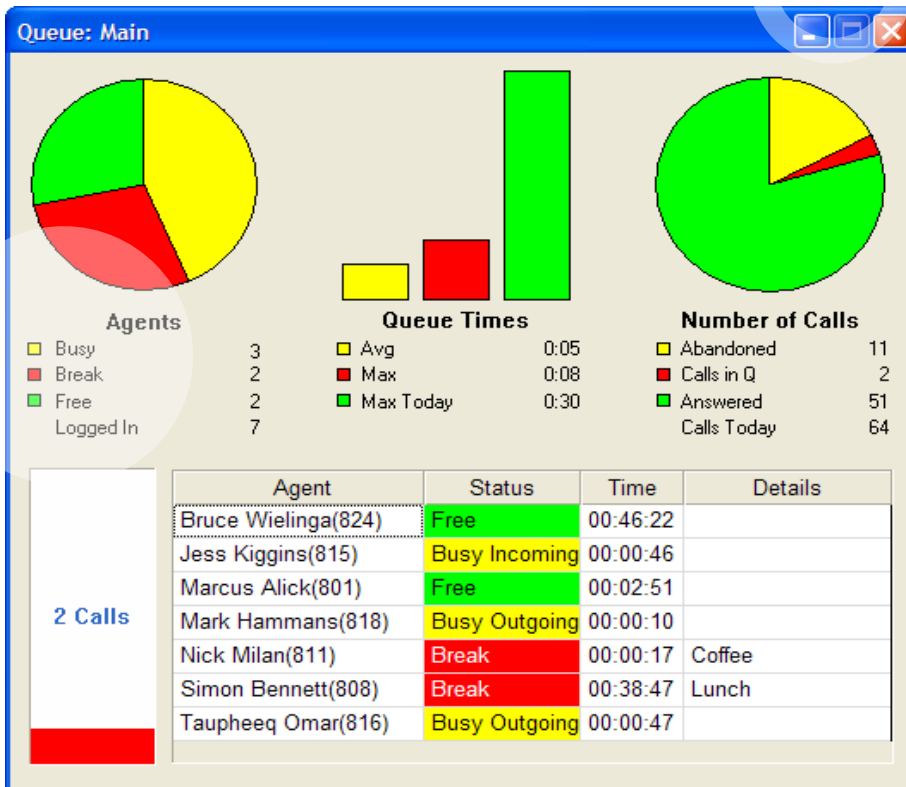 Queue: Main
Agents
Busy 3
Break 2
Free 2
Logged In 7
Queue Times
Avg 0:05
Max 0:08
Max Today 0:30
Number of Calls
Abandoned 11
Calls in Q 2
Answered 51
Calls Today 64
2 Calls
Agent Status Time Details
Bruce Wielinga(824) Free 00:46:22
Jess Kiggins(815) Busy Incoming 00:00:46
Marcus Alick(801) Free 00:02:51
Mark Hammans(818) Busy Outgoing 00:00:10
Nick Milan(811) Break 00:00:17 Coffee
Simon Bennett(808) Break 00:38:47 Lunch
Taupheeq Omar(816) Busy Outgoing 00:00:47